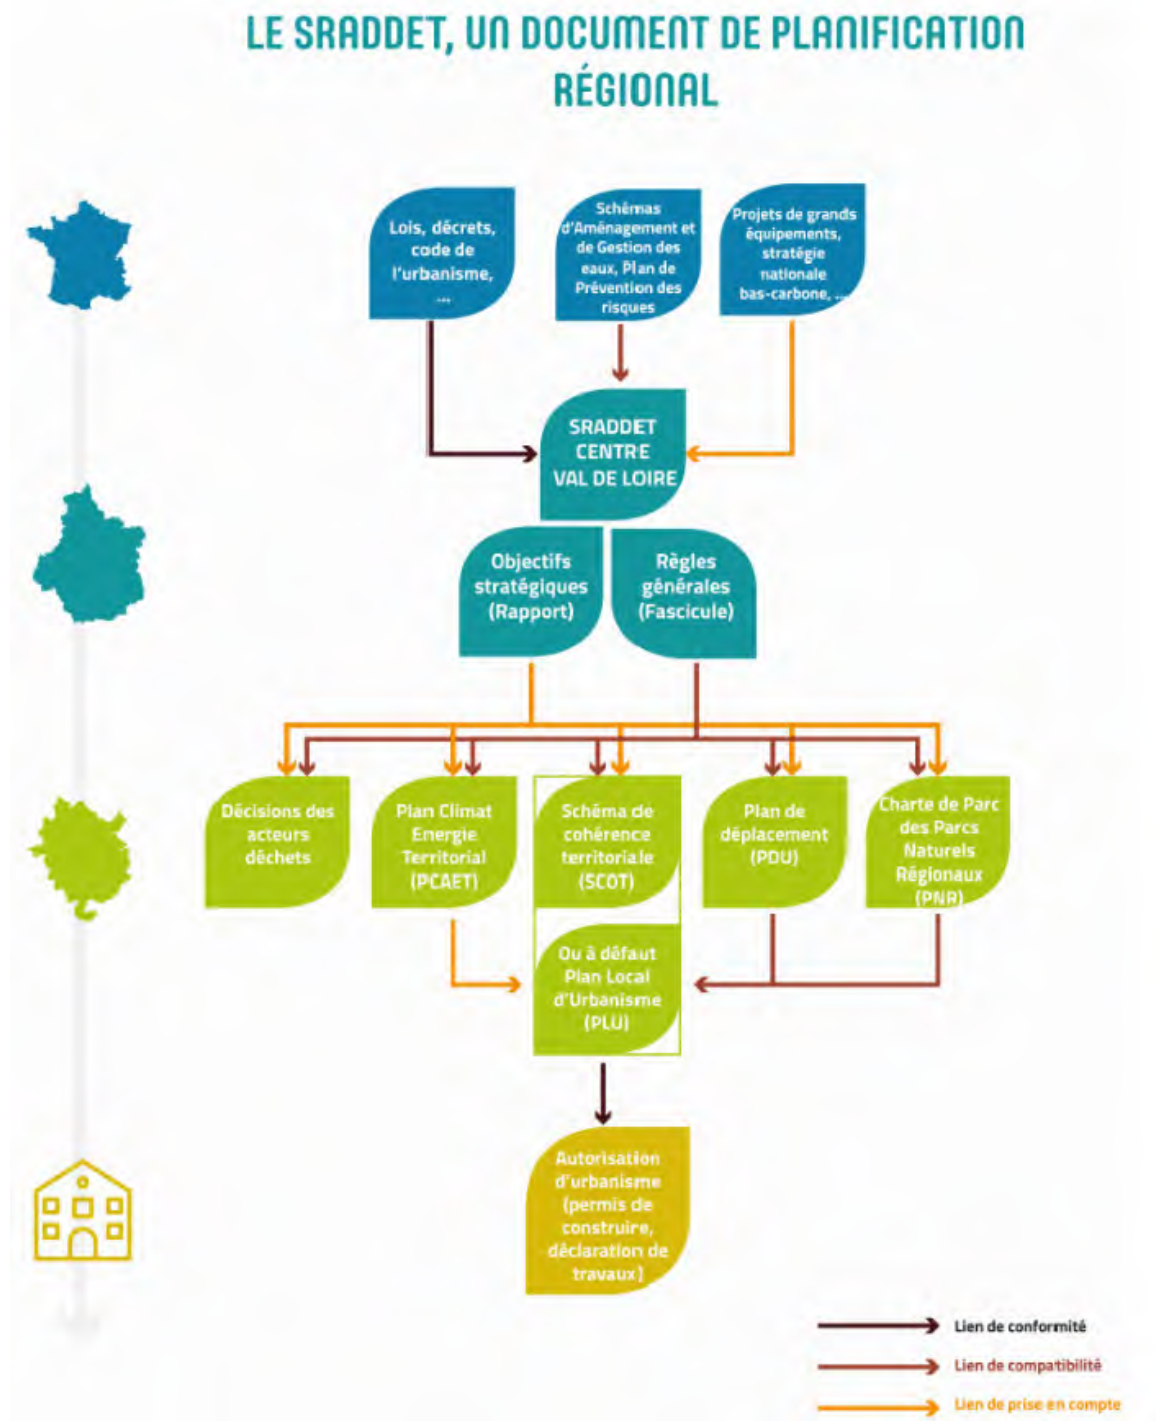 LE SRADDET, UN DOCUMENT DE PLANIFICATION
RÉGIONAL
Lois, décrets,
code de
l'urbanisme,
...
Schémas
d'Aménagement et
de Gestion des
eaux, Plan de
Prévention des
risques
Projets de grands
équipements,
stratégie
nationale
bas-carbone, ...
SRADDET
CENTRE
VAL DE LOIRE
Objectifs
stratégiques
(Rapport)
Règles
générales
(Fascicule)
Décisions des
acteurs
déchets
Plan Climat
Energie
Territorial
(PCAET)
Schéma de
cohérence
territoriale
(SCOT)
Plan de
déplacement
(PDU)
Charte de Parc
des Parcs
Naturels
Régionaux
(PNR)
Ou à défaut
Plan Local
d'Urbanisme
(PLU)
Autorisation
d'urbanisme
(permis de
construire,
déclaration de
travaux)
Lien de conformité
Lien de compatibilité
Lien de prise en compte